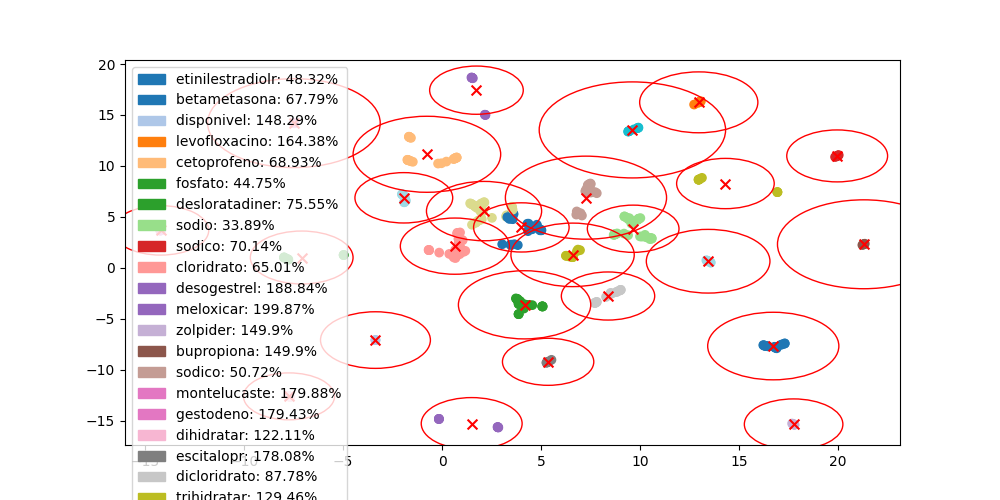 20
15
10
5
0
−5
−10
−15
etinilestradiolr: 48.32%
betametasona: 67.79%
disponivel: 148.29%
levofloxacino: 164.38%
cetoprofeno: 68.93%
fosfato: 44.75%
desloratadiner: 75.55%
sodio: 33.89%
sodico: 70.14%
cloridrato: 65.01%
desogestrel: 188.84%
meloxicar: 199.87%
zolpider: 149.9%
bupropiona: 149.9%
sodico: 50.72%
montelucaste: 179.88%
gestodeno: 179.43%
dihidratar: 122.11%
escitalopr: 178.08%
dicloridrato: 87.78%
trihidratar: 129.46%
−15 −10 −5 0 5 10 15 20